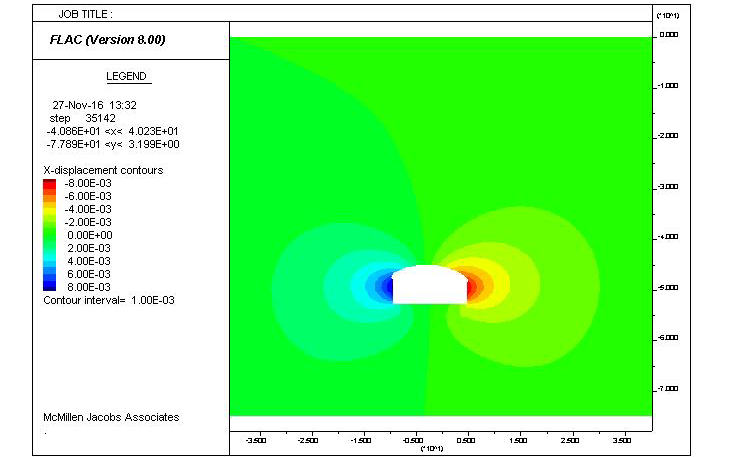 JOB TITLE :
FLAC (Version 8.00)
LEGEND
27-Nov-16 13:32
step 35142
-4.086E+01 <x< 4.023E+01
-7.789E+01 <y< 3.199E+00
X-displacement contours
-8.00E-03
-6.00E-03
-4.00E-03
-2.00E-03
0.00E+00
2.00E-03
4.00E-03
6.00E-03
8.00E-03
Contour interval= 1.00E-03
McMillen Jacobs Associates
.
(*10^1)
0.000
-1.000
-2.000
-3.000
-4.000
-5.000
-6.000
-7.000
-3.500 -2.500 -1.500 -0.500 0.500 1.500 2.500 3.500
(*10^1)